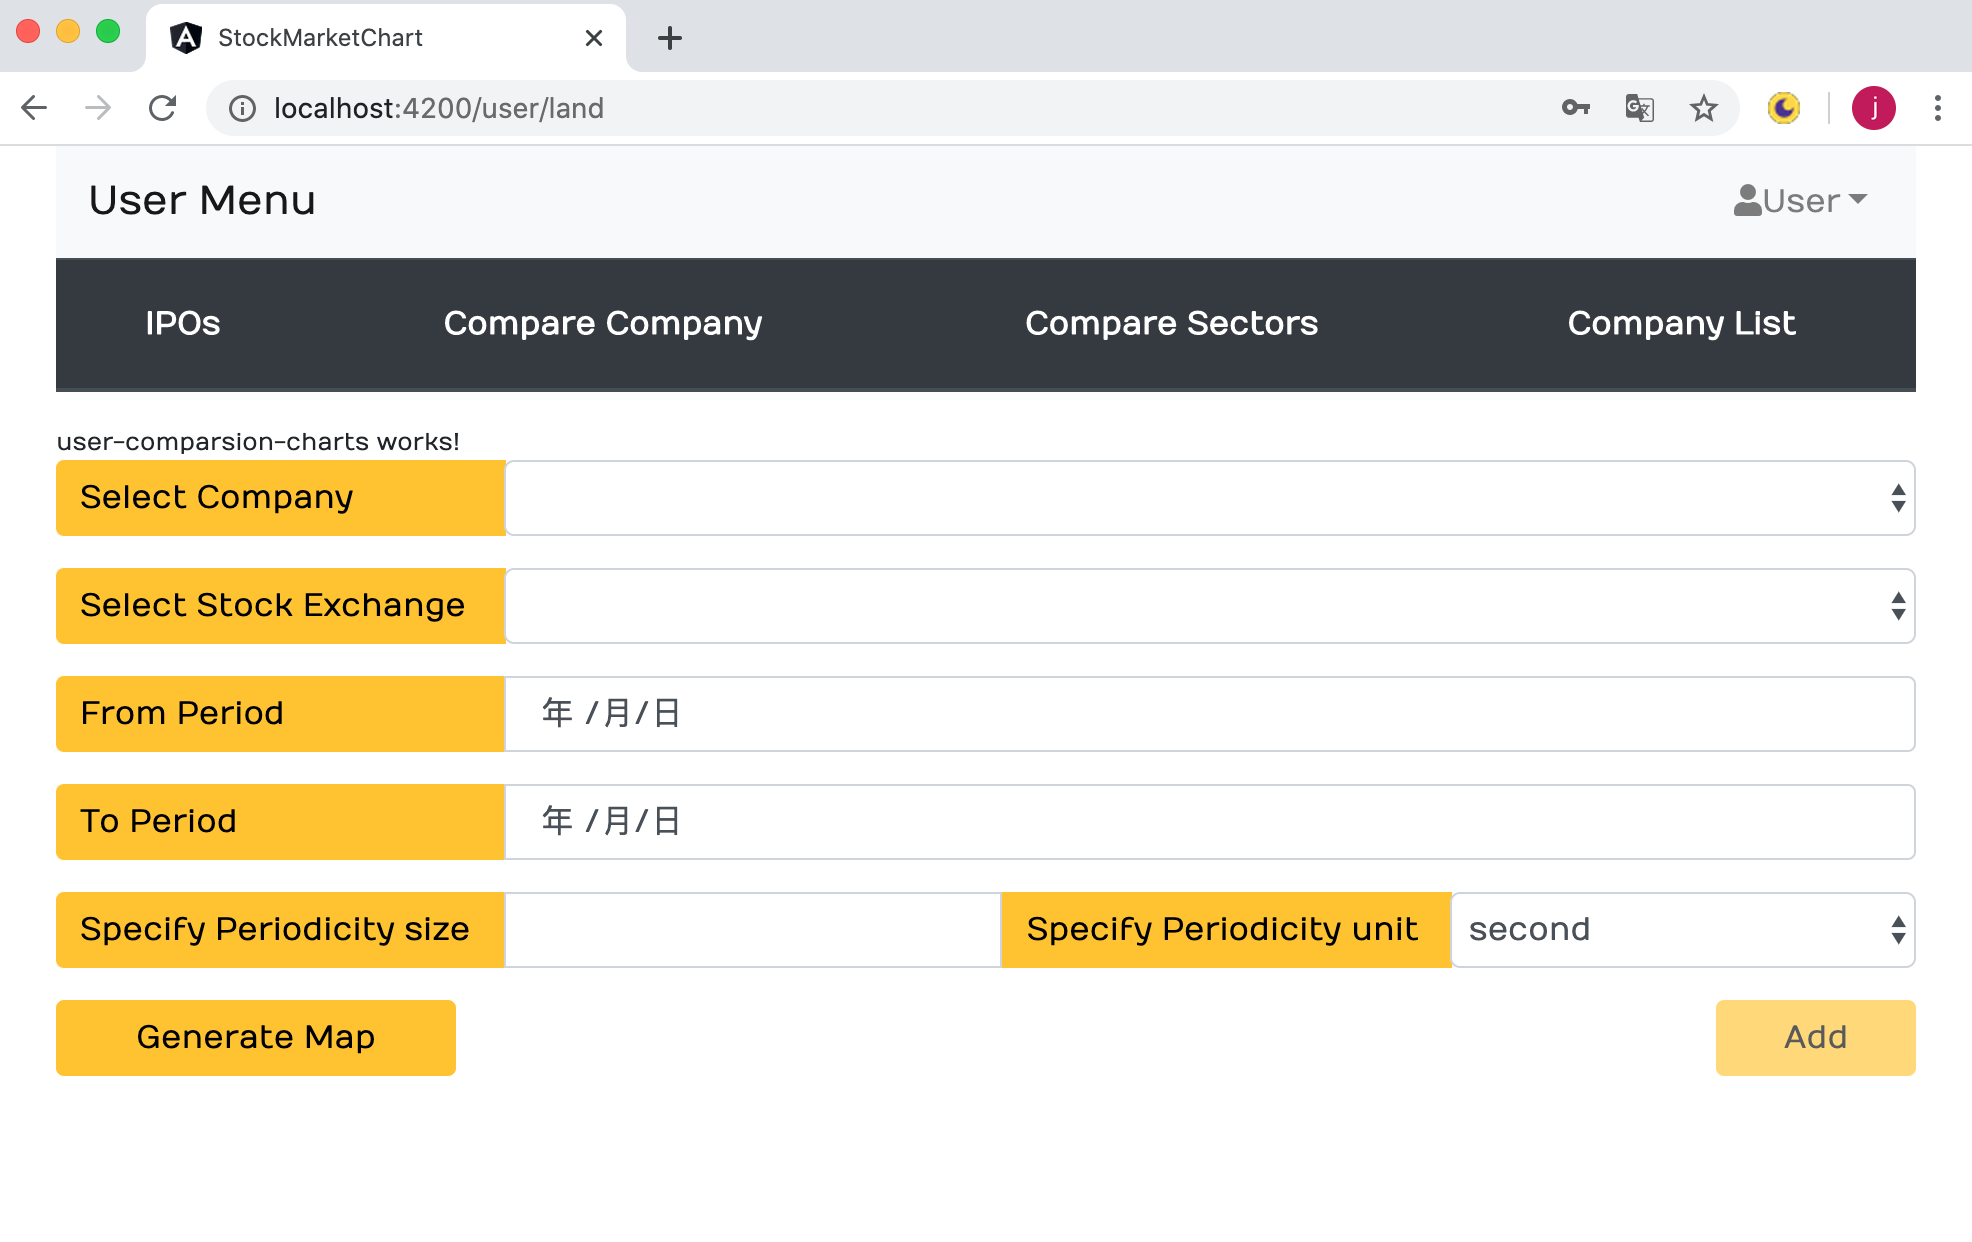 StockMarketChart
localhost:4200/user/land
j
User Menu
User
IPOs Compare Company Compare Sectors Company List
user-comparsion-charts works!
Select Company
Select Stock Exchange
From Period 年 /月/日
To Period 年 /月/日
Specify Periodicity size Specify Periodicity unit second
Generate Map Add